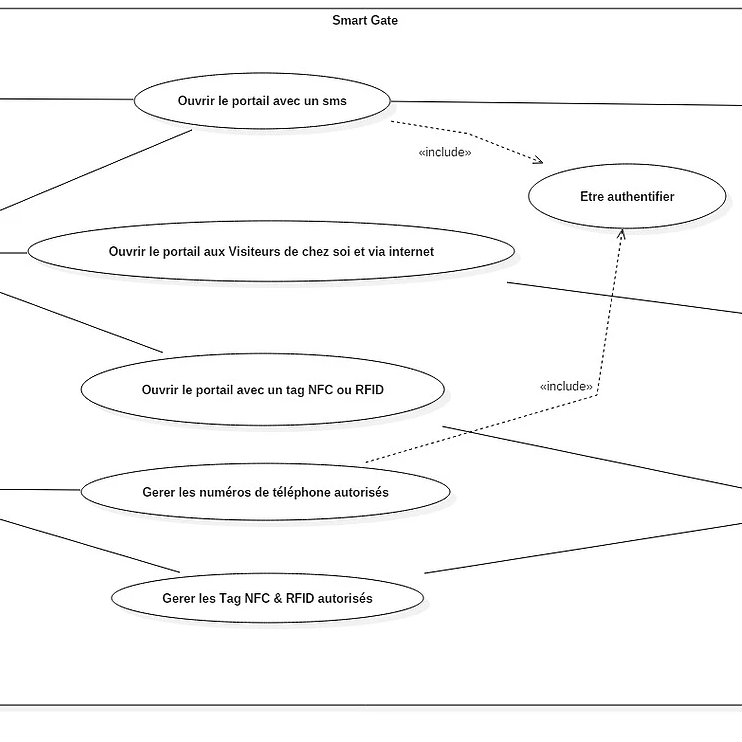 Smart Gate
Ouvrir le portail avec un sms
«include»
Etre authentifier
Ouvrir le portail aux Visiteurs de chez soi et via internet
Ouvrir le portail avec un tag NFC ou RFID
«include»
Gerer les numéros de téléphone autorisés
Gerer les Tag NFC & RFID autorisés